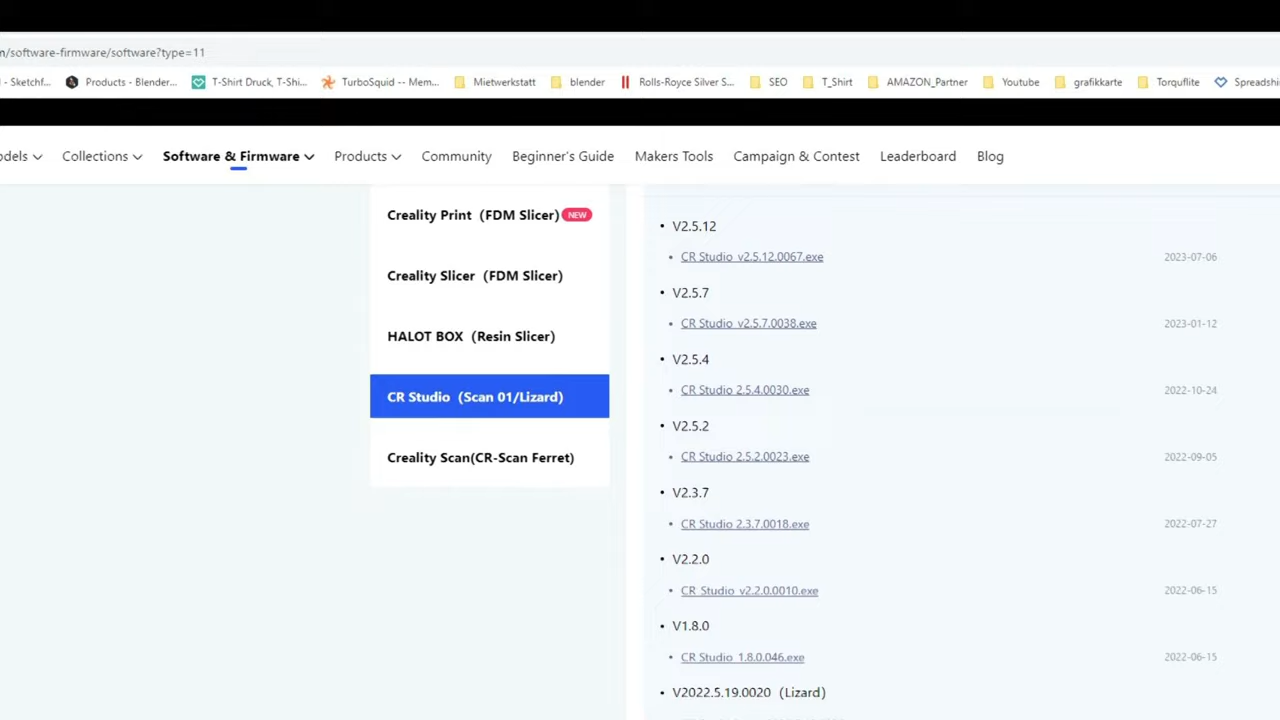 m/software-firmware/software?type=11
- Sketchf... Products - Blender... T-Shirt Druck, T-Shi... TurboSquid -- Mem... Mietwerkstatt blender Rolls-Royce Silver S... SEO T_Shirt AMAZON_Partner Youtube grafikkarte Torquflite Spreadshi
odels Collections Software & Firmware Products Community Beginner's Guide Makers Tools Campaign & Contest Leaderboard Blog
Creality Print (FDM Slicer) NEW
Creality Slicer (FDM Slicer)
HALOT BOX (Resin Slicer)
CR Studio (Scan 01/Lizard)
Creality Scan(CR-Scan Ferret)
• V2.5.12
• CR Studio v2.5.12.0067.exe 2023-07-06
• V2.5.7
• CR Studio v2.5.7.0038.exe 2023-01-12
• V2.5.4
• CR Studio 2.5.4.0030.exe 2022-10-24
• V2.5.2
• CR Studio 2.5.2.0023.exe 2022-09-05
• V2.3.7
• CR Studio 2.3.7.0018.exe 2022-07-27
• V2.2.0
• CR Studio v2.2.0.0010.exe 2022-06-15
• V1.8.0
• CR Studio 1.8.0.046.exe 2022-06-15
• V2022.5.19.0020 (Lizard)